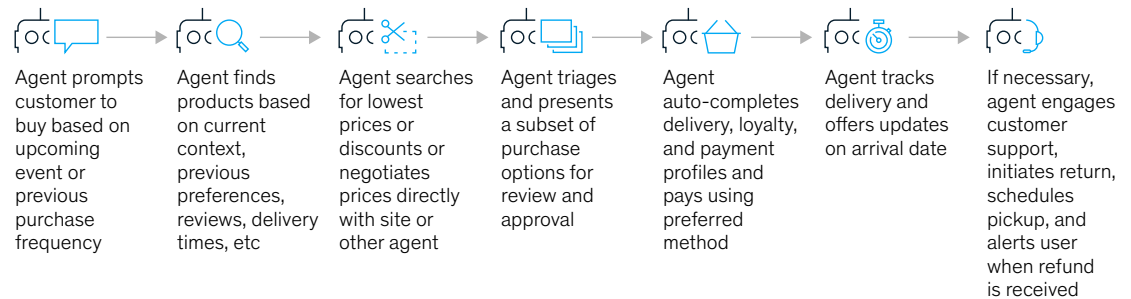 Agent prompts
customer to
buy based on
upcoming
event or
previous
purchase
frequency
Agent finds
products based
on current
context,
previous
preferences,
reviews, delivery
times, etc
Agent searches
for lowest
prices or
discounts or
negotiates
prices directly
with site or
other agent
Agent triages
and presents
a subset of
purchase
options for
review and
approval
Agent
auto-completes
delivery, loyalty,
and payment
profiles and
pays using
preferred
method
Agent tracks
delivery and
offers updates
on arrival date
If necessary,
agent engages
customer
support,
initiates return,
schedules
pickup, and
alerts user
when refund
is received